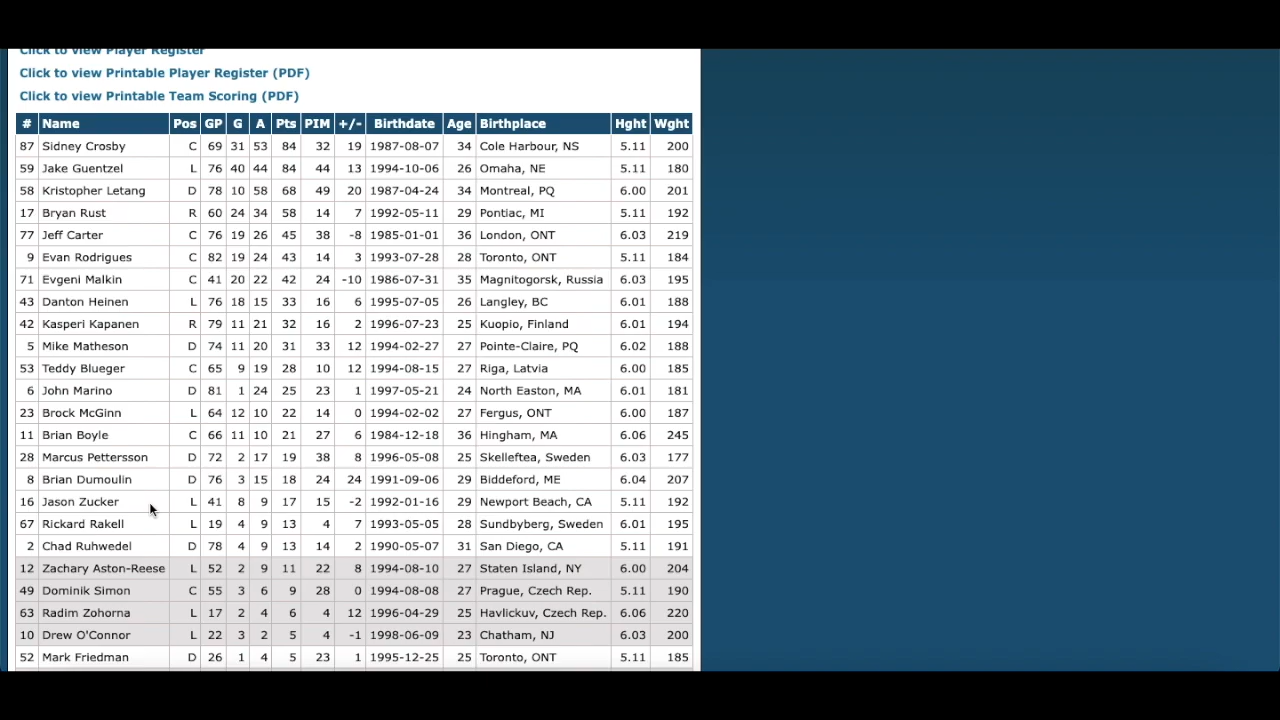 Click to view Player Register
Click to view Printable Player Register (PDF)
Click to view Printable Team Scoring (PDF)
# Name Pos GP G A Pts PIM +/- Birthdate Age Birthplace Hght Wght
87 Sidney Crosby C 69 31 53 84 32 19 1987-08-07 34 Cole Harbour, NS 5.11 200
59 Jake Guentzel L 76 40 44 84 44 13 1994-10-06 26 Omaha, NE 5.11 180
58 Kristopher Letang D 78 10 58 68 49 20 1987-04-24 34 Montreal, PQ 6.00 201
17 Bryan Rust R 60 24 34 58 14 7 1992-05-11 29 Pontiac, MI 5.11 192
77 Jeff Carter C 76 19 26 45 38 -8 1985-01-01 36 London, ONT 6.03 219
9 Evan Rodrigues C 82 19 24 43 14 3 1993-07-28 28 Toronto, ONT 5.11 184
71 Evgeni Malkin C 41 20 22 42 24 -10 1986-07-31 35 Magnitogorsk, Russia 6.03 195
43 Danton Heinen L 76 18 15 33 16 6 1995-07-05 26 Langley, BC 6.01 188
42 Kasperi Kapanen R 79 11 21 32 16 2 1996-07-23 25 Kuopio, Finland 6.01 194
5 Mike Matheson D 74 11 20 31 33 12 1994-02-27 27 Pointe-Claire, PQ 6.02 188
53 Teddy Blueger C 65 9 19 28 10 12 1994-08-15 27 Riga, Latvia 6.00 185
6 John Marino D 81 1 24 25 23 1 1997-05-21 24 North Easton, MA 6.01 181
23 Brock McGinn L 64 12 10 22 14 0 1994-02-02 27 Fergus, ONT 6.00 187
11 Brian Boyle C 66 11 10 21 27 6 1984-12-18 36 Hingham, MA 6.06 245
28 Marcus Pettersson D 72 2 17 19 38 8 1996-05-08 25 Skelleftea, Sweden 6.03 177
8 Brian Dumoulin D 76 3 15 18 24 24 1991-09-06 29 Biddeford, ME 6.04 207
16 Jason Zucker L 41 8 9 17 15 -2 1992-01-16 29 Newport Beach, CA 5.11 192
67 Rickard Rakell L 19 4 9 13 4 7 1993-05-05 28 Sundbyberg, Sweden 6.01 195
2 Chad Ruhwedel D 78 4 9 13 14 2 1990-05-07 31 San Diego, CA 5.11 191
12 Zachary Aston-Reese L 52 2 9 11 22 8 1994-08-10 27 Staten Island, NY 6.00 204
49 Dominik Simon C 55 3 6 9 28 0 1994-08-08 27 Prague, Czech Rep. 5.11 190
63 Radim Zohorna L 17 2 4 6 4 12 1996-04-29 25 Havlickuv, Czech Rep. 6.06 220
10 Drew O'Connor L 22 3 2 5 4 -1 1998-06-09 23 Chatham, NJ 6.03 200
52 Mark Friedman D 26 1 4 5 23 1 1995-12-25 25 Toronto, ONT 5.11 185